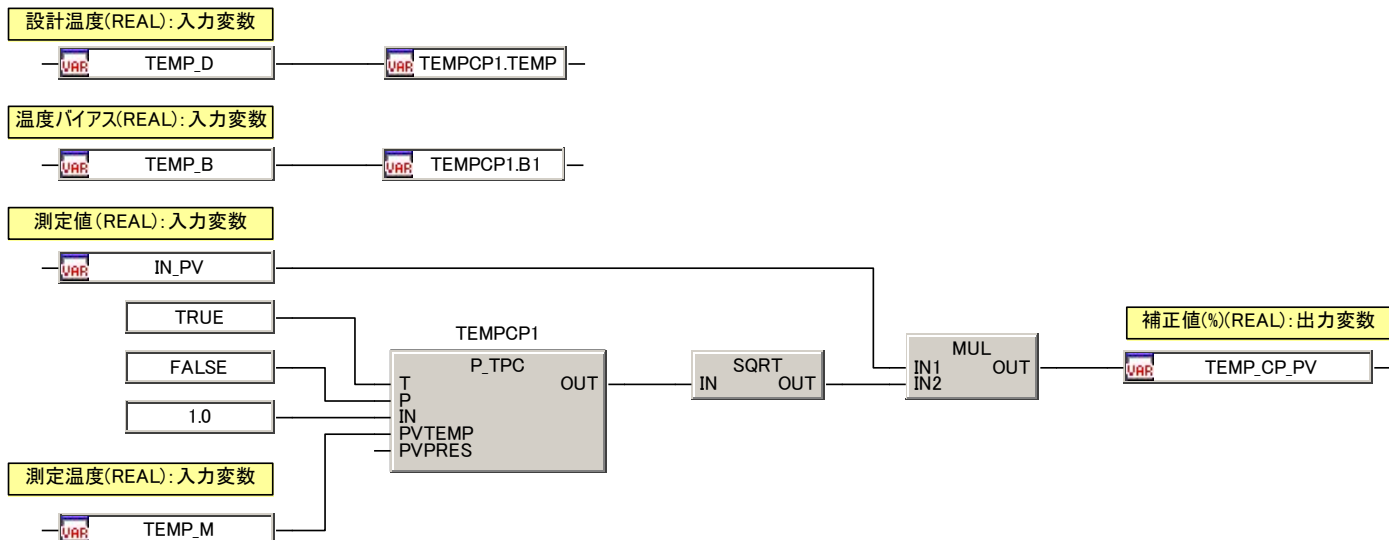 設計温度(REAL):入力変数
VAR TEMP_D VAR TEMPCP1.TEMP
温度バイアス(REAL):入力変数
VAR TEMP_B VAR TEMPCP1.B1
測定値(REAL):入力変数
VAR IN_PV
TRUE
FALSE
1.0
TEMPCP1
P_TPC
T OUT
P
IN
PVTEMP
PVPRES
SQRT
IN OUT
MUL
IN1 OUT
IN2
補正値(%)(REAL):出力変数
VAR TEMP_CP_PV
測定温度(REAL):入力変数
VAR TEMP_M